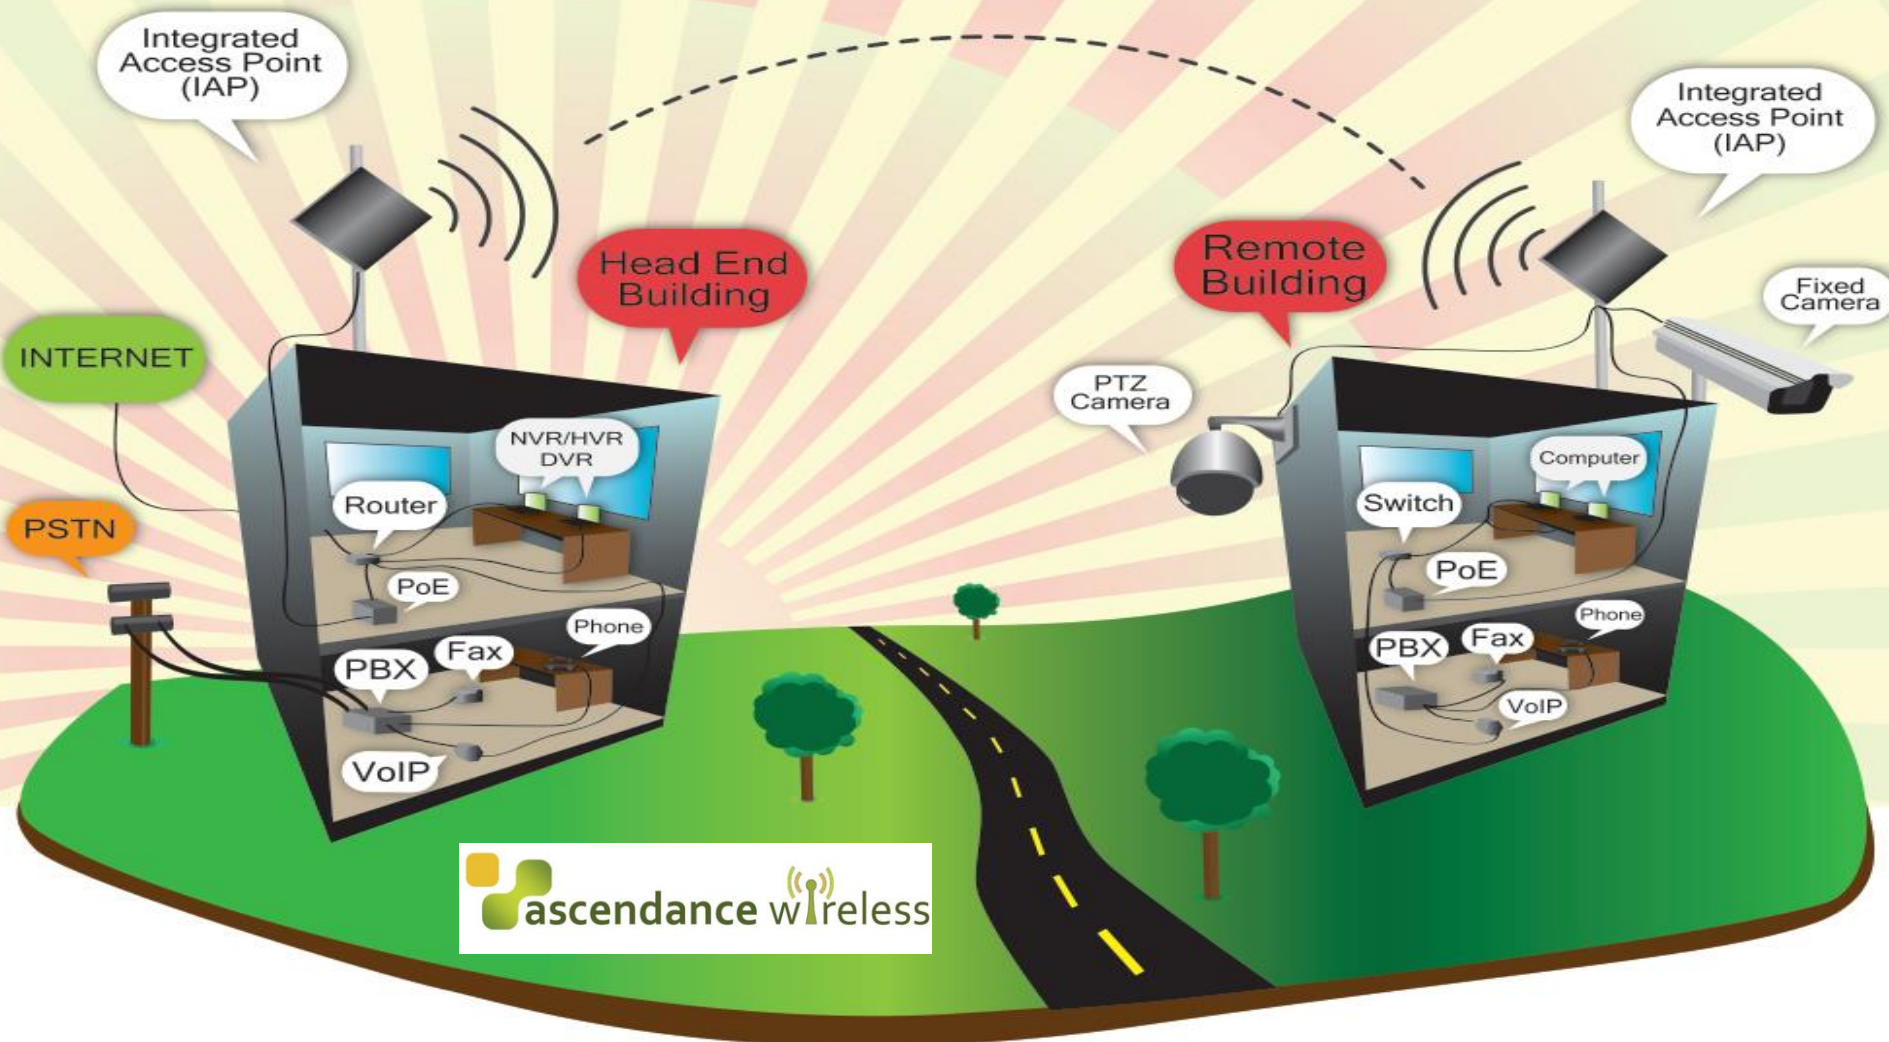 Integrated
Access Point
(IAP)
Integrated
Access Point
(IAP)
Head End
Building
Remote
Building
Fixed
Camera
INTERNET
PTZ
Camera
NVR/HVR
DVR
Computer
Router
Switch
PSTN
PoE
PoE
Phone
Phone
PBX
Fax
PBX
Fax
VoIP
VoIP
ascendance wireless